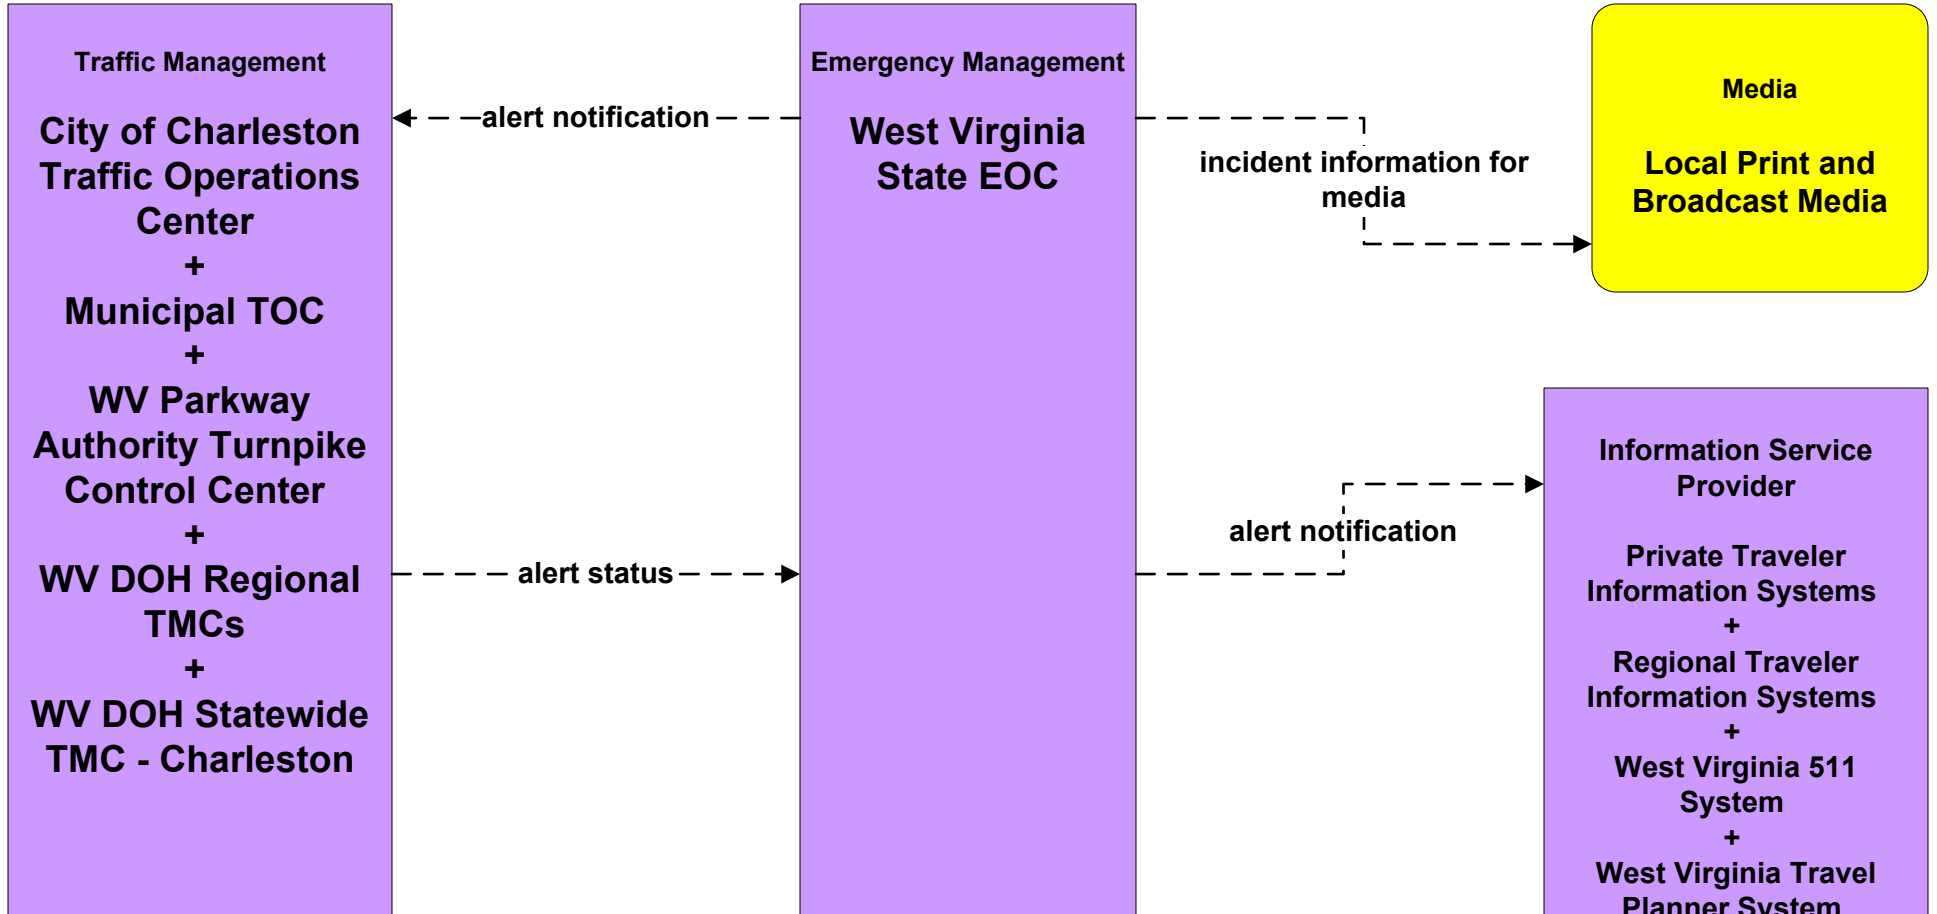 Traffic Management
City of Charleston
Traffic Operations
Center
+
Municipal TOC
+
WV Parkway
Authority Turnpike
Control Center
+
WV DOH Regional
TMCs
+
WV DOH Statewide
TMC - Charleston
alert notification
alert status
Emergency Management
West Virginia
State EOC
incident information for
media
alert notification
Media
Local Print and
Broadcast Media
Information Service
Provider
Private Traveler
Information Systems
+
Regional Traveler
Information Systems
+
West Virginia 511
System
+
West Virginia Travel
Planner System